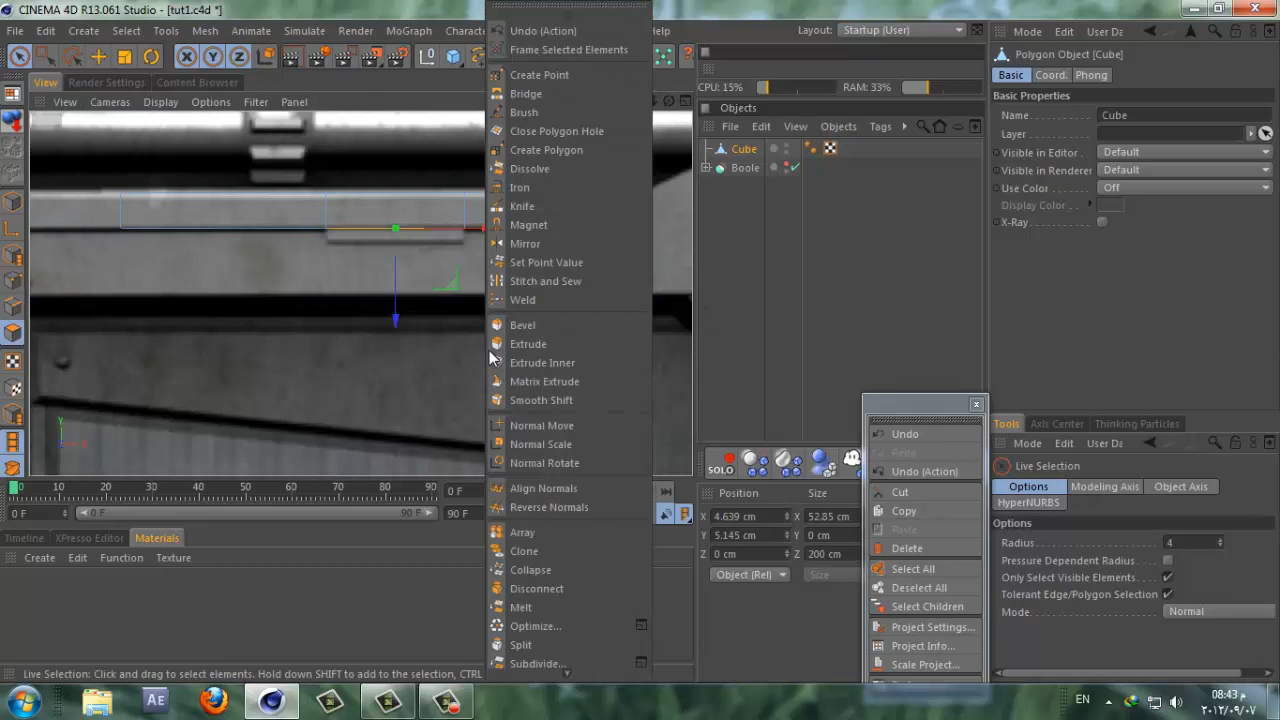 CINEMA 4D R13.061 Studio - [tut1.c4d *]
File Edit Create Select Tools Mesh Animate Simulate Render MoGraph Charact
Help Layout: Startup (User)
View Render Settings Content Browser
View Cameras Display Options Filter Panel
Undo (Action)
Frame Selected Elements
Create Point
Bridge
Brush
Close Polygon Hole
Create Polygon
Dissolve
Iron
Knife
Magnet
Mirror
Set Point Value
Stitch and Sew
Weld
Bevel
Extrude
Extrude Inner
Matrix Extrude
Smooth Shift
Normal Move
Normal Scale
Normal Rotate
Align Normals
Reverse Normals
Array
Clone
Collapse
Disconnect
Melt
Optimize...
Split
Subdivide...
CPU: 15% RAM: 33%
Objects
File Edit View Objects Tags
Cube
Boole
Mode Edit User Da
Polygon Object [Cube]
Basic Coord. Phong
Basic Properties
Name Cube
Layer
Visible in Editor Default
Visible in Renderer Default
Use Color Off
Display Color
X-Ray
Y
0 10 20 30 40 50 60 70 80 90 0 F
0 F 0 F 90 F 90 F
Timeline XPresso Editor Materials
Create Edit Function Texture
SOLO
Position Size
X 4.639 cm X 52.85 cm
Y 5.145 cm Y 0 cm
Z 0 cm Z 200 cm
Object (Rel) Size
Undo
Redo
Undo (Action)
Cut
Copy
Paste
Delete
Select All
Deselect All
Select Children
Project Settings...
Project Info...
Scale Project...
Tools Axis Center Thinking Particles
Mode Edit User Da
Live Selection
Options Modeling Axis Object Axis
HyperNURBS
Options
Radius 4
Pressure Dependent Radius
Only Select Visible Elements
Tolerant Edge/Polygon Selection
Mode Normal
Live Selection: Click and drag to select elements. Hold down SHIFT to add to the selection, CTRL
Ae
EN
08:43 م
٢٠١٢/٠٩/٠٧